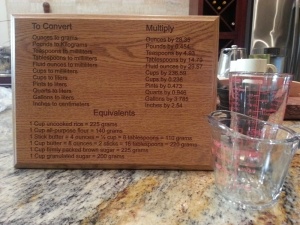 To Convert Multiply
Ounces to grams Ounces by 28.35
Pounds to kilograms Pounds by 0.454
Teaspoons to milliliters Teaspoons by 4.93
Tablespoons to milliliters Tablespoons by 14.79
Fluid ounces to milliliters Fluid ounces by 29.57
Cups to milliliters Cups by 236.59
Cups to liters Cups by 0.236
Pints to liters Pints by 0.473
Quarts to liters Quarts by 0.946
Gallons to liters Gallons by 3.785
Inches to centimeters Inches by 2.54
Equivalents
1 Cup uncooked rice = 225 grams
1 Cup all-purpose flour = 140 grams
1 Stick butter = 4 ounces = ½ cup = 8 tablespoons = 110 grams
1 Cup butter = 8 ounces = 2 sticks = 16 tablespoons = 220 grams
1 Cup firmly packed brown sugar = 225 grams
1 Cup granulated sugar = 200 grams